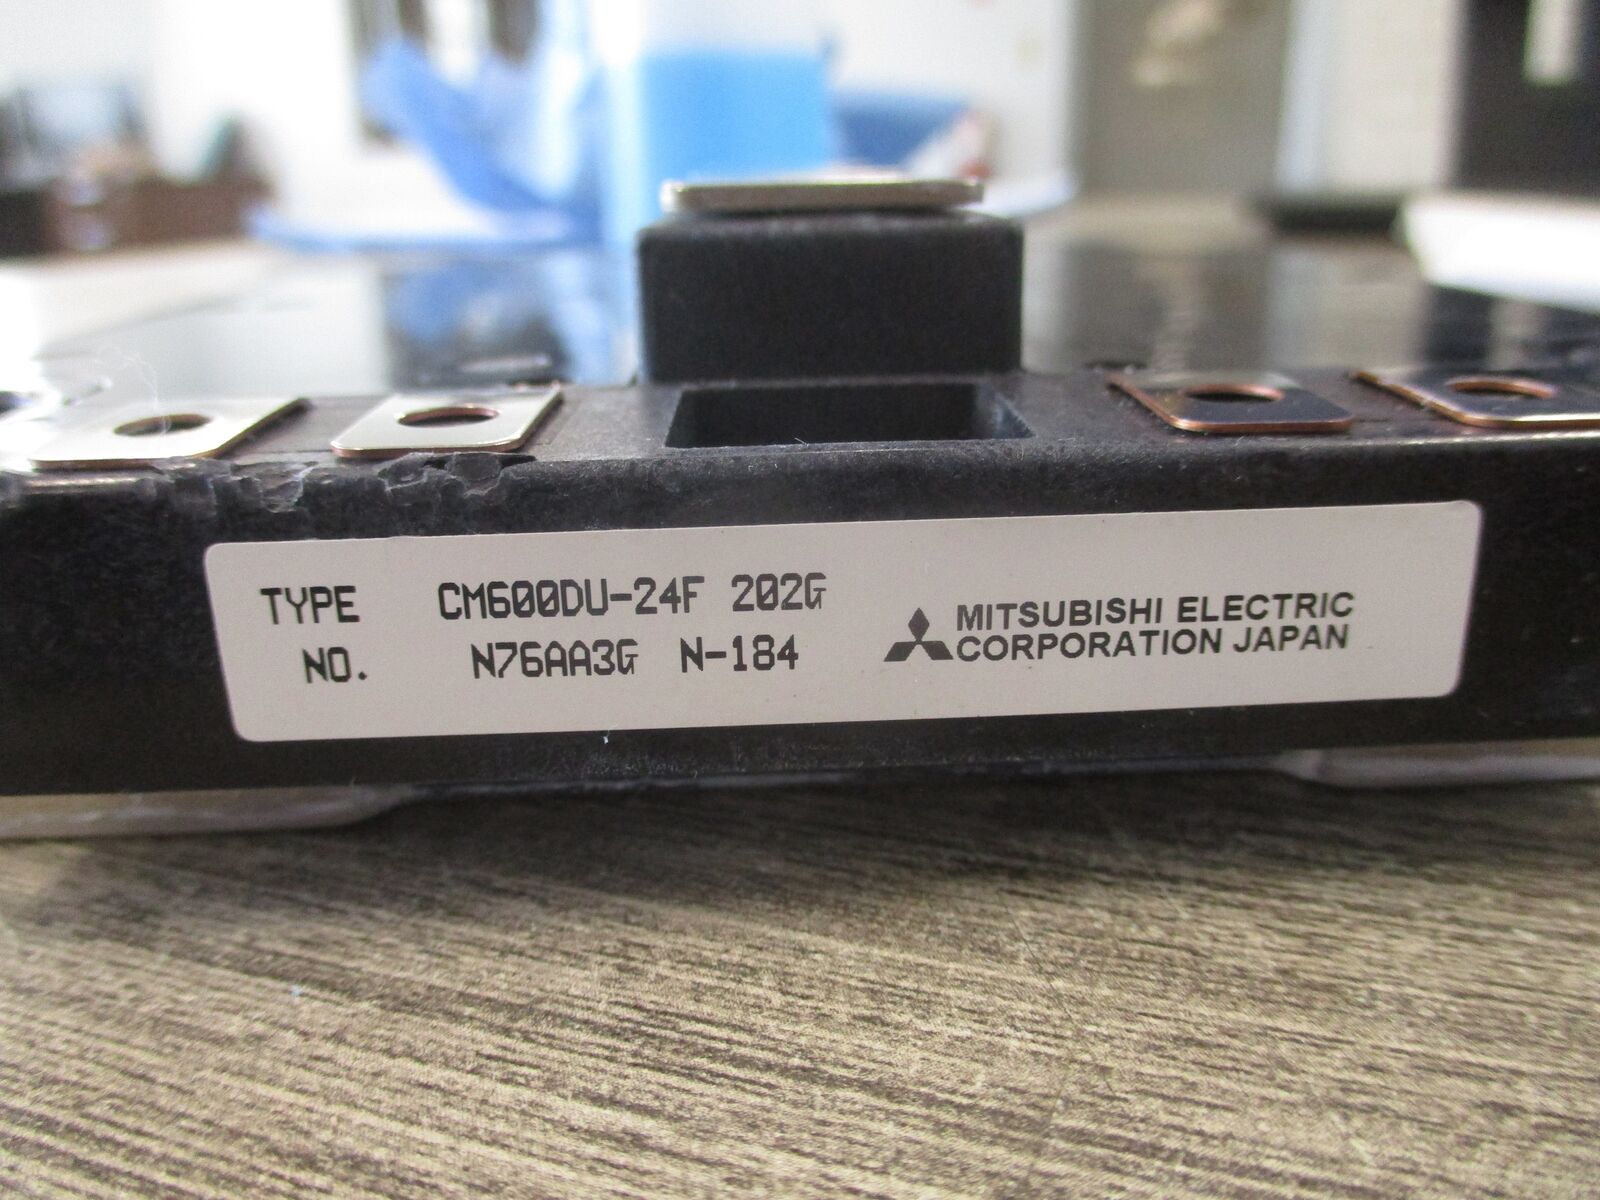 TYPE CM600DU-24F 202G
NO. N76AA3G N-184
MITSUBISHI ELECTRIC
CORPORATION JAPAN